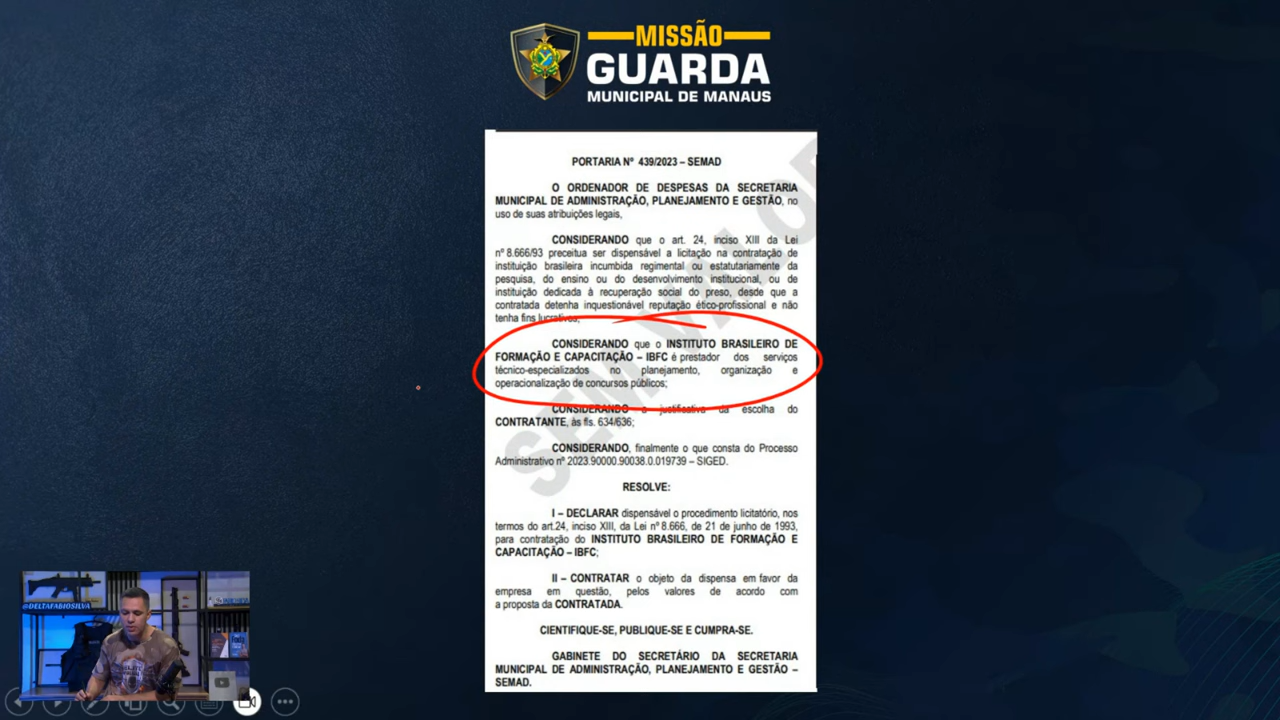 MISSÃO
GUARDA
MUNICIPAL DE MANAUS
PORTARIA Nº 439/2023 – SEMAD
O ORDENADOR DE DESPESAS DA SECRETARIA
MUNICIPAL DE ADMINISTRAÇÃO, PLANEJAMENTO E GESTÃO, no
uso de suas atribuições legais,
CONSIDERANDO que o art. 24, inciso XIII da Lei
nº 8.666/93 preceitua ser dispensável a licitação na contratação de
instituição brasileira incumbida regimental ou estatutariamente da
pesquisa, do ensino ou do desenvolvimento institucional, ou de
instituição dedicada à recuperação social do preso, desde que a
contratada detenha inquestionável reputação ético-profissional e não
tenha fins lucrativos;
CONSIDERANDO que o INSTITUTO BRASILEIRO DE
FORMAÇÃO E CAPACITAÇÃO – IBFC é prestador dos serviços
técnico-especializados no planejamento, organização e
operacionalização de concursos públicos;
CONSIDERANDO a justificativa da escolha do
CONTRATANTE, às fls. 634/636;
CONSIDERANDO, finalmente o que consta do Processo
Administrativo nº 2023.90000.90038.0.019739 – SIGED.
RESOLVE:
I – DECLARAR dispensável o procedimento licitatório, nos
termos do art.24, inciso XIII, da Lei nº 8.666, de 21 de junho de 1993,
para contratação do INSTITUTO BRASILEIRO DE FORMAÇÃO E
CAPACITAÇÃO – IBFC;
II – CONTRATAR o objeto da dispensa em favor da
empresa em questão, pelos valores de acordo com
a proposta da CONTRATADA.
CIENTIFIQUE-SE, PUBLIQUE-SE E CUMPRA-SE.
GABINETE DO SECRETÁRIO DA SECRETARIA
MUNICIPAL DE ADMINISTRAÇÃO, PLANEJAMENTO E GESTÃO –
SEMAD.
SEM VALOR
@DELTAFABIOSILVA